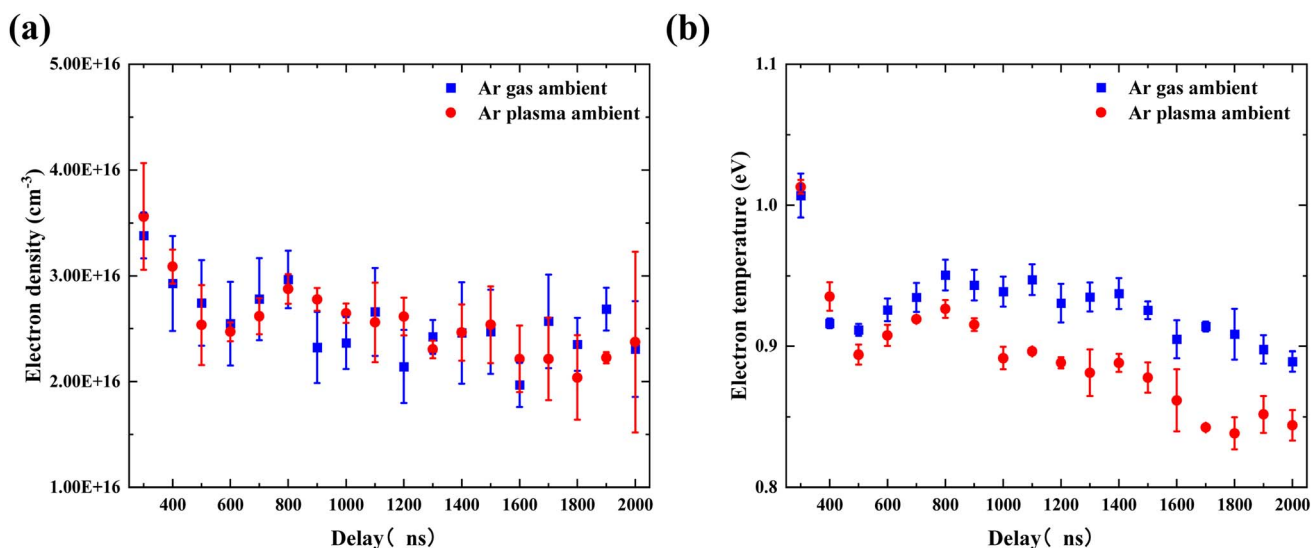 (a)
5.00E+16
4.00E+16
3.00E+16
2.00E+16
1.00E+16
Electron density (cm-3)
Ar gas ambient
Ar plasma ambient
400 600 800 1000 1200 1400 1600 1800 2000
Delay( ns)
(b)
1.1
1.0
0.9
0.8
Electron temperature (eV)
Ar gas ambient
Ar plasma ambient
400 600 800 1000 1200 1400 1600 1800 2000
Delay( ns)